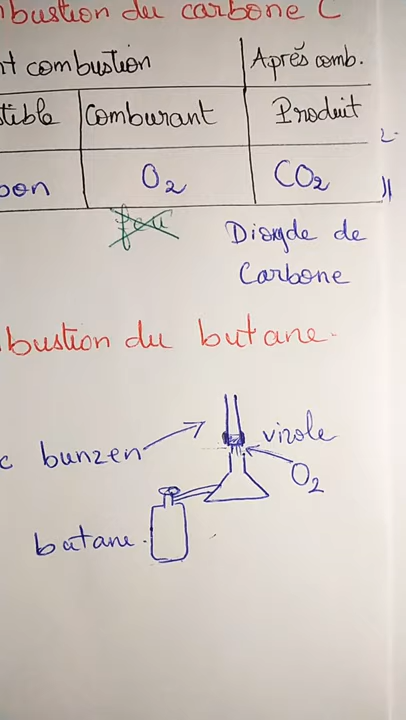 bustion du carbone C
nt combustion Après comb.
tible Comburant Produit
bon O₂ CO₂
feu
Dioxyde de
Carbone
bustion du butane.
c bunzen virole
O₂
butane.